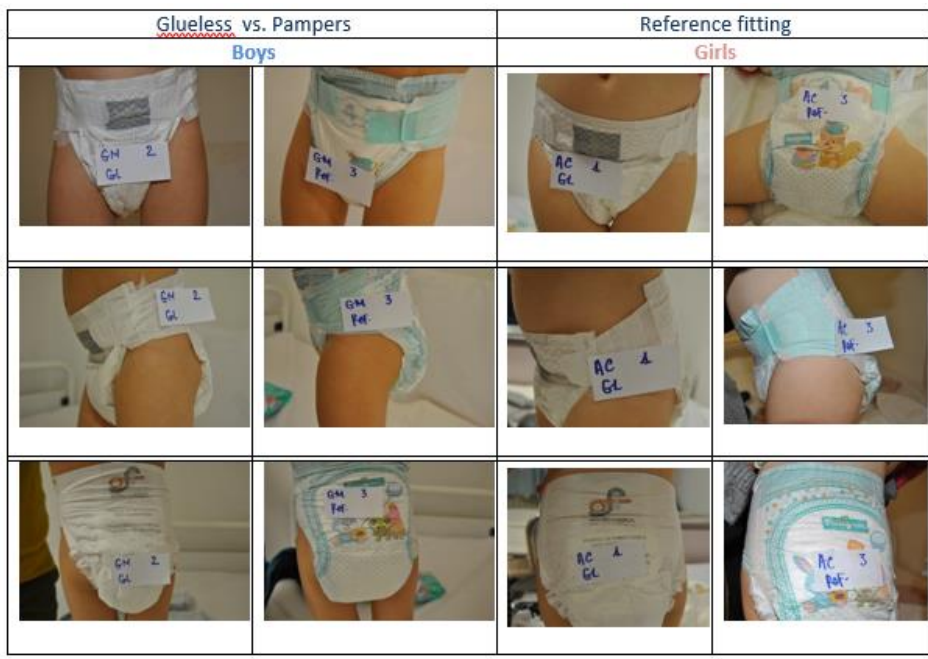 Glueless vs. Pampers
Reference fitting
Boys
Girls
GM 2
GL
GM 3
Ref.
AC 1
GL
AC 3
Ref.
GM 2
GL
GM 3
Ref.
AC 1
GL
AC 3
Ref.
GM 2
GL
GM 3
Ref.
AC 1
GL
AC 3
Ref.